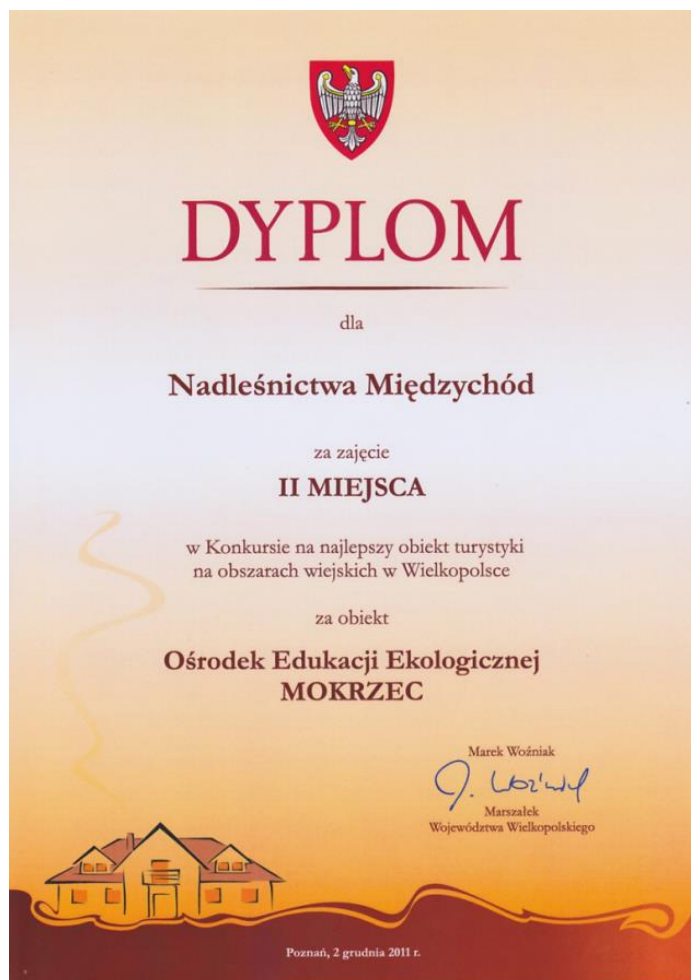 DYPLOM
dla
Nadleśnictwa Międzychód
za zajęcie
II MIEJSCA
w Konkursie na najlepszy obiekt turystyki
na obszarach wiejskich w Wielkopolsce
za obiekt
Ośrodek Edukacji Ekologicznej
MOKRZEC
Marek Woźniak
J. Woźniak
Marszałek
Województwa Wielkopolskiego
Poznań, 2 grudnia 2011 r.